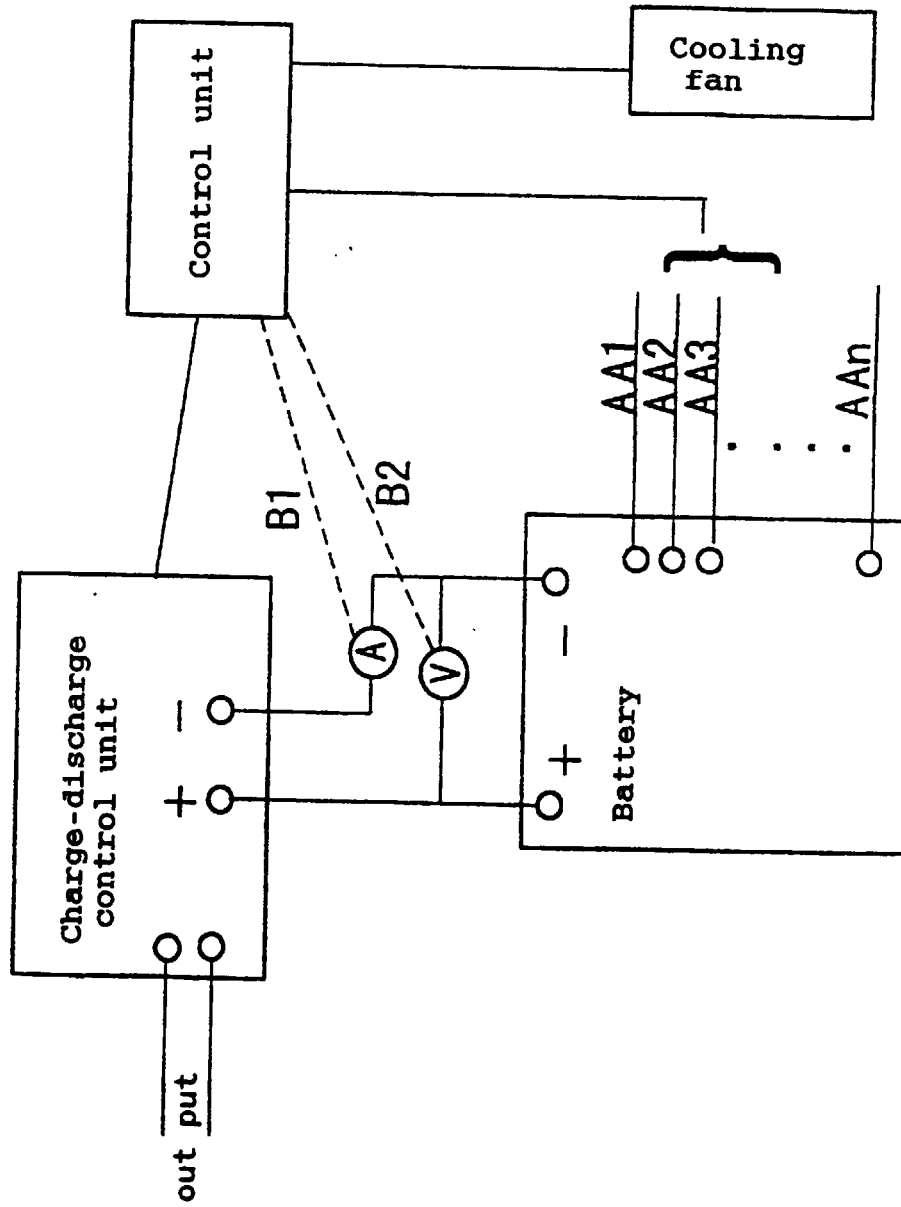 Cooling
fan
Control unit
AA1
AA2
AA3
. . . .
AAn
B1
B2
Charge-discharge
control unit
+ −
A
V
+ −
Battery
out put